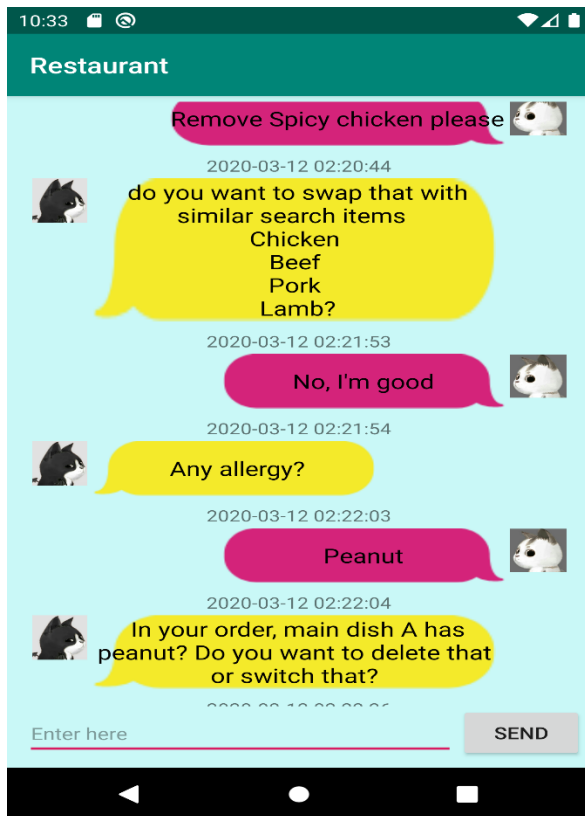 10:33
Restaurant
Remove Spicy chicken please
2020-03-12 02:20:44
do you want to swap that with
similar search items
Chicken
Beef
Pork
Lamb?
2020-03-12 02:21:53
No, I'm good
2020-03-12 02:21:54
Any allergy?
2020-03-12 02:22:03
Peanut
2020-03-12 02:22:04
In your order, main dish A has
peanut? Do you want to delete that
or switch that?
Enter here
SEND